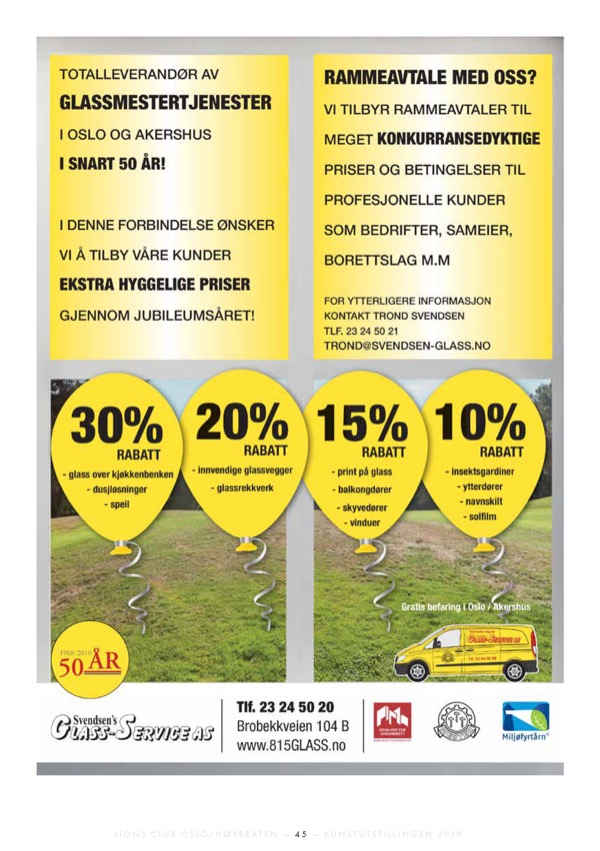 TOTALLEVERANDØR AV
GLASSMESTERTJENESTER
I OSLO OG AKERSHUS
I SNART 50 ÅR!
I DENNE FORBINDELSE ØNSKER
VI Å TILBY VÅRE KUNDER
EKSTRA HYGGELIGE PRISER
GJENNOM JUBILEUMSÅRET!
RAMMEAVTALE MED OSS?
VI TILBYR RAMMEAVTALER TIL
MEGET KONKURRANSEDYKTIGE
PRISER OG BETINGELSER TIL
PROFESJONELLE KUNDER
SOM BEDRIFTER, SAMEIER,
BORETTSLAG M.M
FOR YTTERLIGERE INFORMASJON
KONTAKT TROND SVENDSEN
TLF. 23 24 50 21
TROND@SVENDSEN-GLASS.NO
30%
RABATT
- glass over kjøkkenbenken
- dusjløsninger
- speil
20%
RABATT
- innvendige glassvegger
- glassrekkverk
15%
RABATT
- print på glass
- balkongdører
- skyvedører
- vinduer
10%
RABATT
- insektsgardiner
- ytterdører
- navnskilt
- solfilm
Gratis befaring i Oslo / Akershus
GLASS-SERVICE AS
1968-2018
50 ÅR
Svendsen's
GLASS-SERVICE AS
Tlf. 23 24 50 20
Brobekkveien 104 B
www.815GLASS.no
Miljøfyrtårn
LIONS CLUB OSLO/HØYBRÅTEN — 45 — KUNSTUTSTILLINGEN 2019